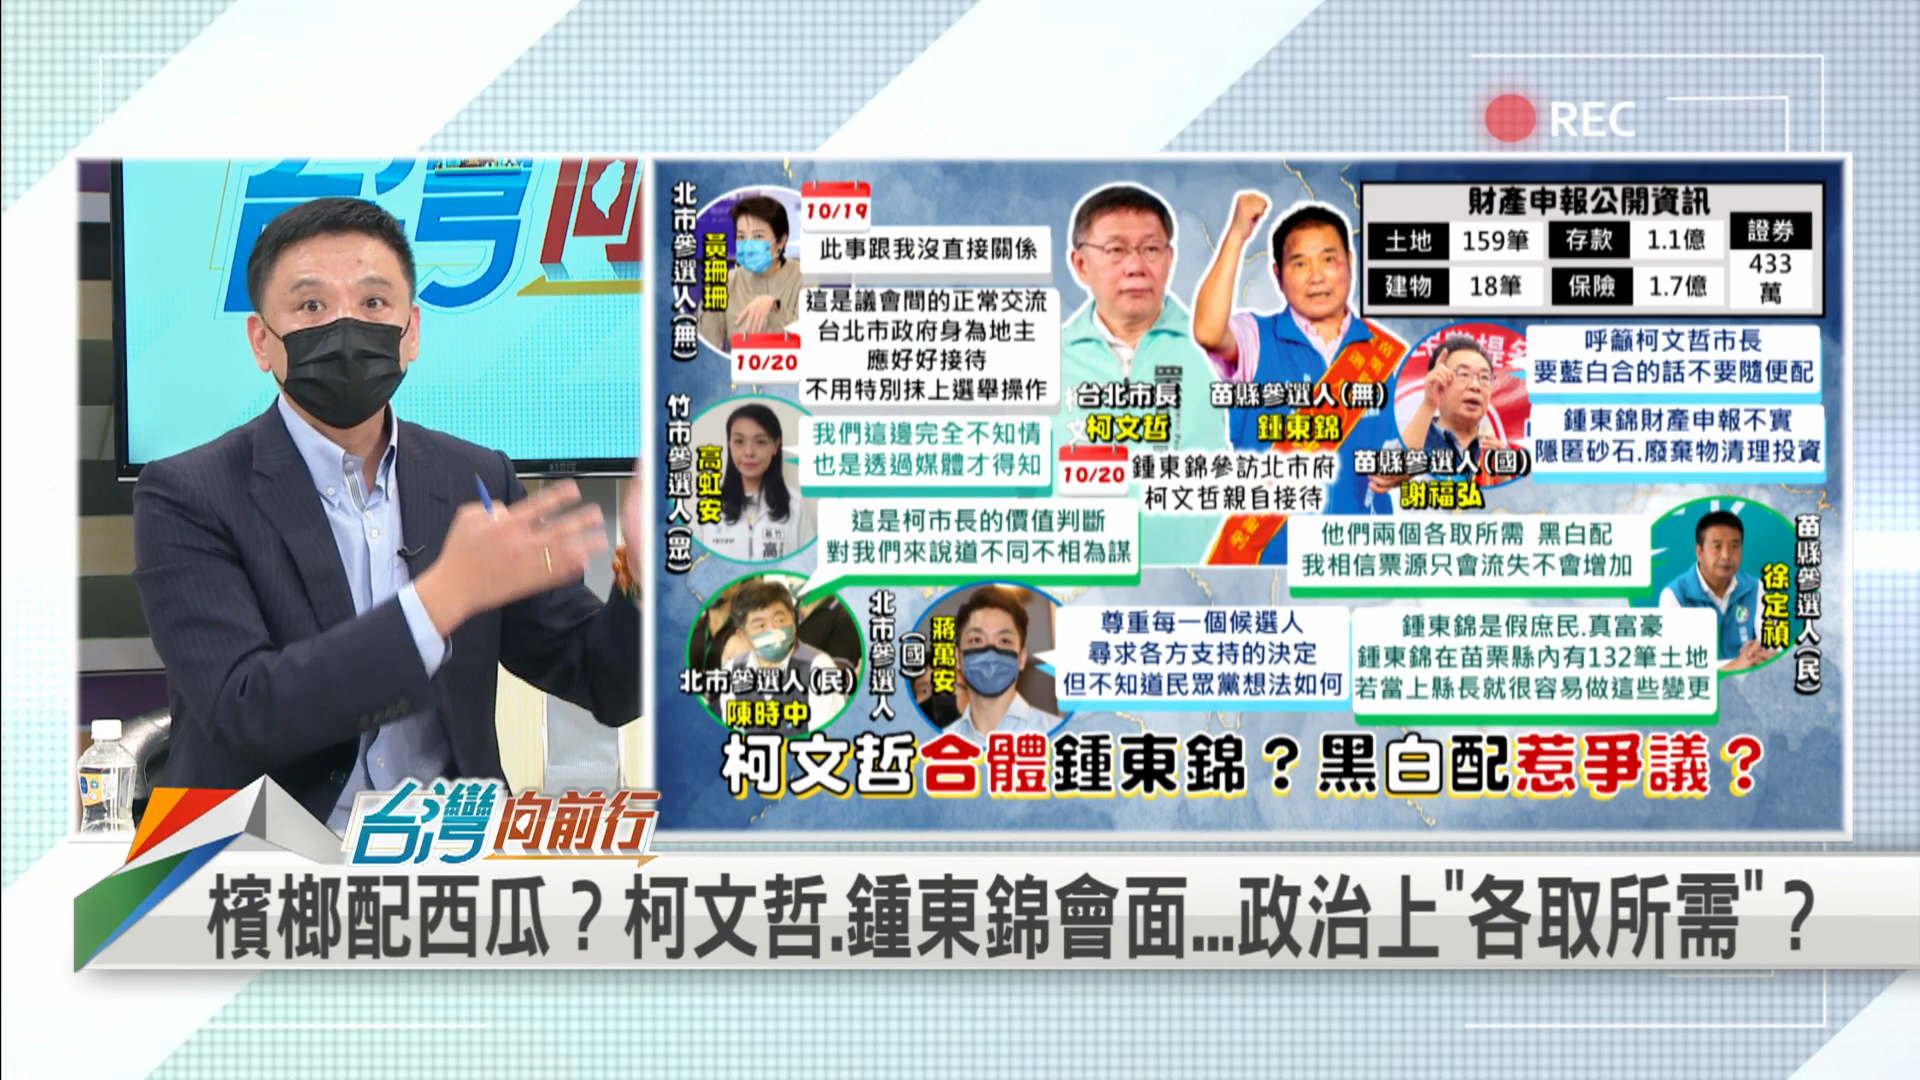 REC
北市參選人(無)
黃珊珊
10/19
此事跟我沒直接關係
這是議會間的正常交流
台北市政府身為地主
應好好接待
不用特別抹上選舉操作
10/20
竹市參選人(眾)
高虹安
我們這邊完全不知情
也是透過媒體才得知
這是柯市長的價值判斷
對我們來說道不同不相為謀
北市參選人(民)
陳時中
北市參選人(國)
蔣萬安
尊重每一個候選人
尋求各方支持的決定
但不知道民眾黨想法如何
台北市長
柯文哲
苗縣參選人(無)
鍾東錦
10/20
鍾東錦參訪北市府
柯文哲親自接待
財產申報公開資訊
土地 159筆 存款 1.1億 證券
建物 18筆 保險 1.7億 433萬
呼籲柯文哲市長
要藍白合的話不要隨便配
鍾東錦財產申報不實
隱匿砂石.廢棄物清理投資
苗縣參選人(國)
謝福弘
他們兩個各取所需 黑白配
我相信票源只會流失不會增加
苗縣參選人(民)
徐定禎
鍾東錦是假庶民.真富豪
鍾東錦在苗栗縣內有132筆土地
若當上縣長就很容易做這些變更
柯文哲合體鍾東錦？黑白配惹爭議？
台灣向前行
檳榔配西瓜？柯文哲.鍾東錦會面...政治上"各取所需"？